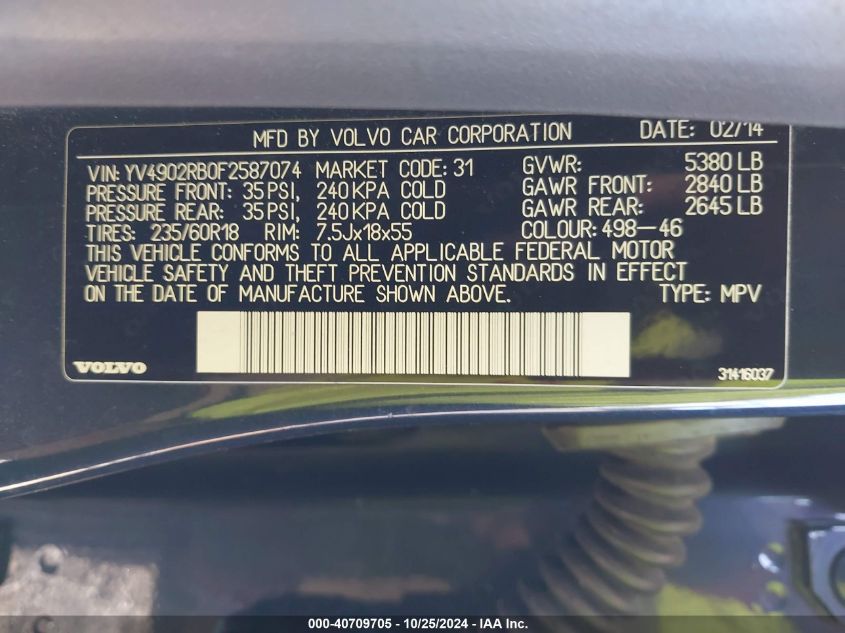 MFD BY VOLVO CAR CORPORATION DATE: 02/14
VIN: YV4902RB0F2587074 MARKET CODE: 31 GVWR: 5380 LB
PRESSURE FRONT: 35 PSI, 240 KPA COLD GAWR FRONT: 2840 LB
PRESSURE REAR: 35 PSI, 240 KPA COLD GAWR REAR: 2645 LB
TIRES: 235/60R18 RIM: 7.5Jx18x55 COLOUR: 498-46
THIS VEHICLE CONFORMS TO ALL APPLICABLE FEDERAL MOTOR
VEHICLE SAFETY AND THEFT PREVENTION STANDARDS IN EFFECT
ON THE DATE OF MANUFACTURE SHOWN ABOVE. TYPE: MPV
VOLVO 31416037
000-40709705 - 10/25/2024 - IAA Inc.